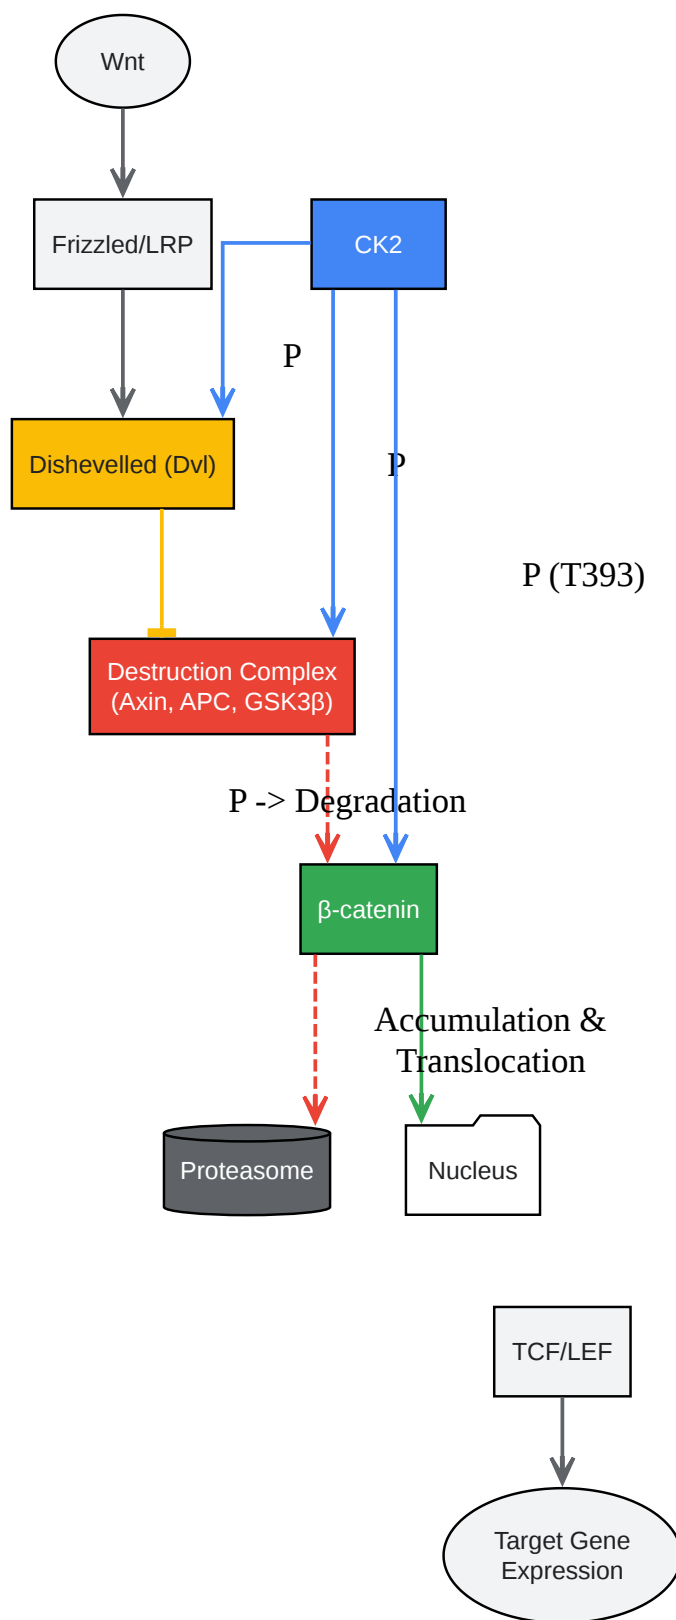 Wnt
Frizzled/LRP
CK2
P
Dishevelled (Dvl)
P
P (T393)
Destruction Complex
(Axin, APC, GSK3β)
P -> Degradation
β-catenin
Accumulation &
Translocation
Proteasome
Nucleus
TCF/LEF
Target Gene
Expression